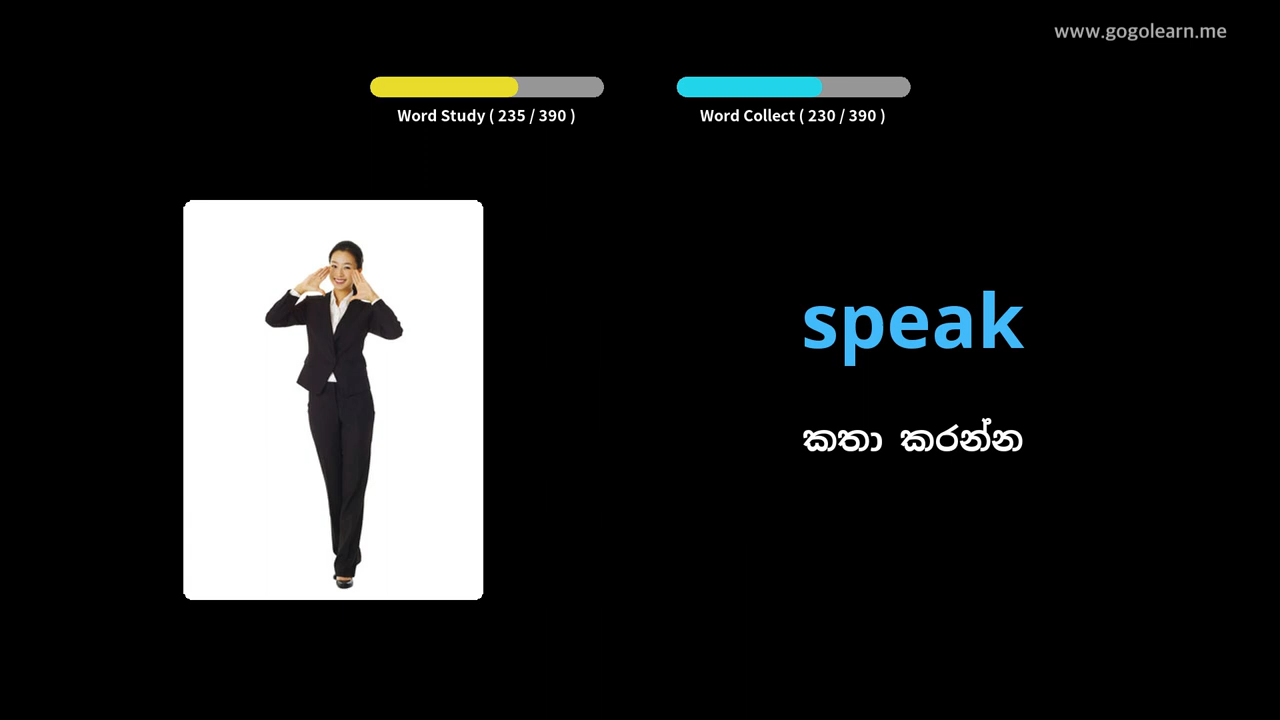 www.gogolearn.me
Word Study ( 235 / 390 )
Word Collect ( 230 / 390 )
speak
කතා කරන්න